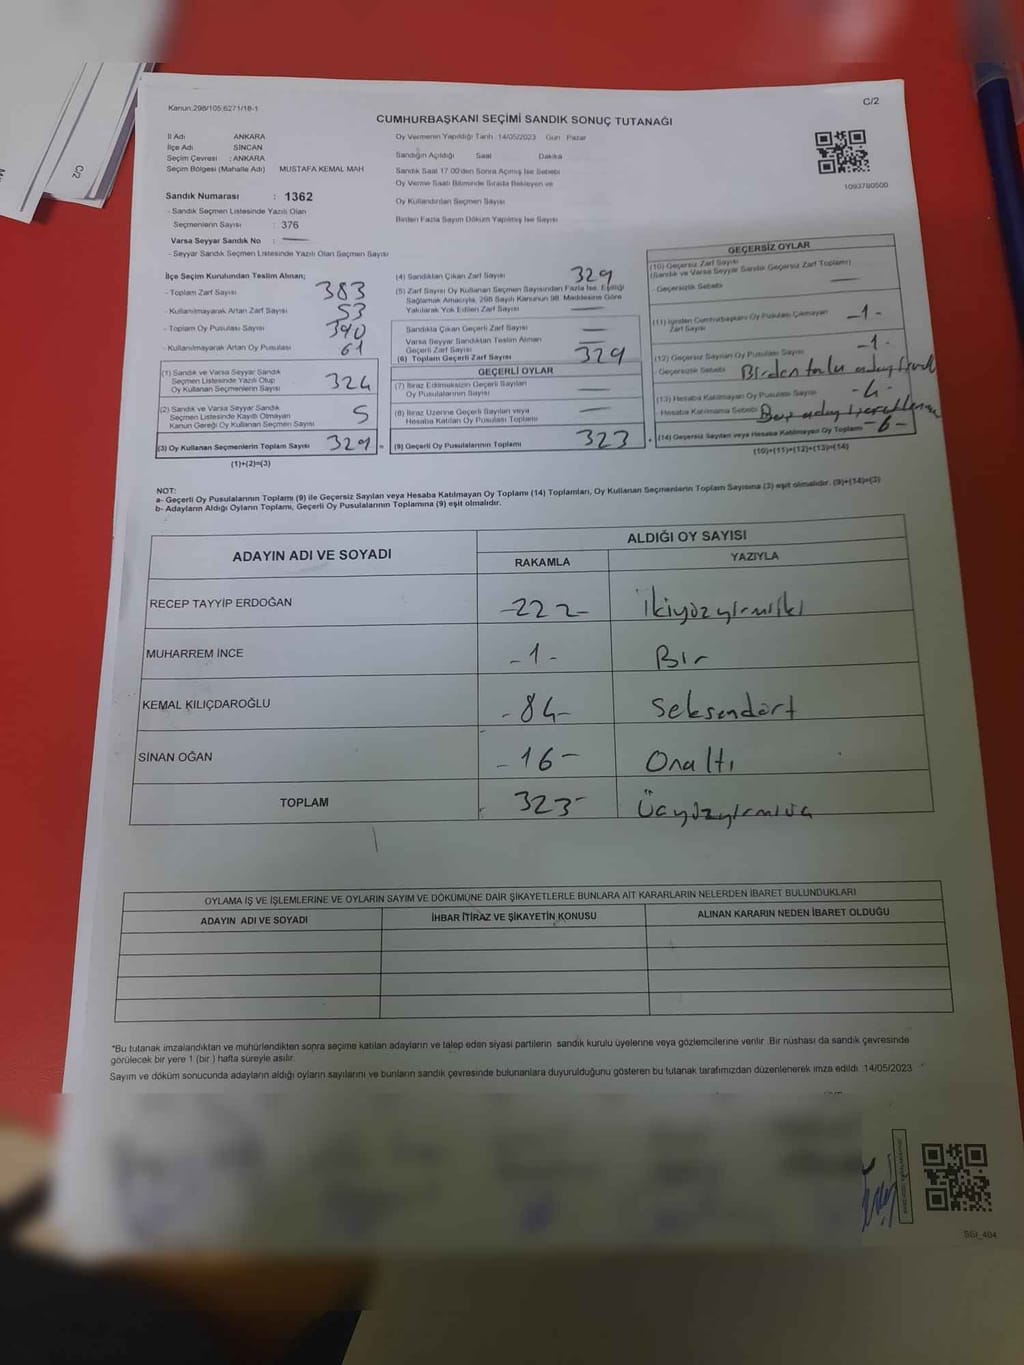 Kanun:298/105;6271/18-1
C/2
CUMHURBAŞKANI SEÇİMİ SANDIK SONUÇ TUTANAĞI
İl Adı ANKARA
İlçe Adı SİNCAN
Seçim Çevresi : ANKARA
Seçim Bölgesi (Mahalle Adı) MUSTAFA KEMAL MAH
Sandık Numarası : 1362
- Sandık Seçmen Listesinde Yazılı Olan
Seçmenlerin Sayısı : 376
Varsa Seyyar Sandık No :
- Seyyar Sandık Seçmen Listesinde Yazılı Olan Seçmen Sayısı
Oy Vermenin Yapıldığı Tarih 14/05/2023 Gün Pazar
Sandığın Açıldığı Saat Dakika
Sandık Saat 17:00'den Sonra Açılmış İse Sebebi
Oy Verme Saati Bitiminde Sırada Bekleyen ve
Oy Kullandırılan Seçmen Sayısı
Birden Fazla Sayım Döküm Yapılmış İse Sayısı
1093780500
İlçe Seçim Kurulundan Teslim Alınan;
- Toplam Zarf Sayısı 383
- Kullanılmayarak Artan Zarf Sayısı 53
- Toplam Oy Pusulası Sayısı 390
- Kullanılmayarak Artan Oy Pusulası 61
(1) Sandık ve Varsa Seyyar Sandık
Seçmen Listesinde Yazılı Olup
Oy Kullanan Seçmenlerin Sayısı 324
(2) Sandık ve Varsa Seyyar Sandık
Seçmen Listesinde Kayıtlı Olmayan
Kanun Gereği Oy Kullanan Seçmen Sayısı 5
(3) Oy Kullanan Seçmenlerin Toplam Sayısı 329 =
(1)+(2)=(3)
(4) Sandıktan Çıkan Zarf Sayısı 329
(5) Zarf Sayısı Oy Kullanan Seçmen Sayısından Fazla İse, Eşitliği
Sağlamak Amacıyla, 298 Sayılı Kanunun 98. Maddesine Göre
Yakılarak Yok Edilen Zarf Sayısı
Sandıkta Çıkan Geçerli Zarf Sayısı
Varsa Seyyar Sandıktan Teslim Alınan
Geçerli Zarf Sayısı
(6) Toplam Geçerli Zarf Sayısı 329
GEÇERLİ OYLAR
(7) İtiraz Edilmeksizin Geçerli Sayılan
Oy Pusulalarının Sayısı
(8) İtiraz Üzerine Geçerli Sayılan veya
Hesaba Katılan Oy Pusulası Toplamı
(9) Geçerli Oy Pusulalarının Toplamı 323 +
GEÇERSİZ OYLAR
(10) Geçersiz Zarf Sayısı
(Sandık ve Varsa Seyyar Sandık Geçersiz Zarf Toplamı)
- Geçersizlik Sebebi
(11) İçinden Cumhurbaşkanı Oy Pusulası Çıkmayan
Zarf Sayısı -1-
(12) Geçersiz Sayılan Oy Pusulası Sayısı -1-
- Geçersizlik Sebebi Birden fazla aday
(13) Hesaba Katılmayan Oy Pusulası Sayısı -4-
- Hesaba Katılmama Sebebi
(14) Geçersiz Sayılan veya Hesaba Katılmayan Oy Toplamı -6-
(10)+(11)+(12)+(13)=(14)
NOT:
a- Geçerli Oy Pusulalarının Toplamı (9) ile Geçersiz Sayılan veya Hesaba Katılmayan Oy Toplamı (14) Toplamları, Oy Kullanan Seçmenlerin Toplam Sayısına (3) eşit olmalıdır. (9)+(14)=(3)
b- Adayların Aldığı Oyların Toplamı, Geçerli Oy Pusulalarının Toplamına (9) eşit olmalıdır.
ADAYIN ADI VE SOYADI ALDIĞI OY SAYISI
RAKAMLA YAZIYLA
RECEP TAYYİP ERDOĞAN -222- İkiyüzyirmiiki
MUHARREM İNCE -1- Bir
KEMAL KILIÇDAROĞLU -84- Seksendört
SİNAN OĞAN -16- Onaltı
TOPLAM 323- Üçyüzyirmiüç
OYLAMA İŞ VE İŞLEMLERİNE VE OYLARIN SAYIM VE DÖKÜMÜNE DAİR ŞİKAYETLERLE BUNLARA AİT KARARLARIN NELERDEN İBARET BULUNDUKLARI
ADAYIN ADI VE SOYADI İHBAR İTİRAZ VE ŞİKAYETİN KONUSU ALINAN KARARIN NEDEN İBARET OLDUĞU
*Bu tutanak imzalandıktan ve mühürlendikten sonra seçime katılan adayların ve talep eden siyasi partilerin sandık kurulu üyelerine veya gözlemcilerine verilir. Bir nüshası da sandık çevresinde
görülecek bir yere 1 (bir) hafta süreyle asılır.
Sayım ve döküm sonucunda adayların aldığı oyların sayılarını ve bunların sandık çevresinde bulunanlara duyurulduğunu gösteren bu tutanak tarafımızdan düzenlenerek imza edildi. 14/05/2023
SGI_404
C/2